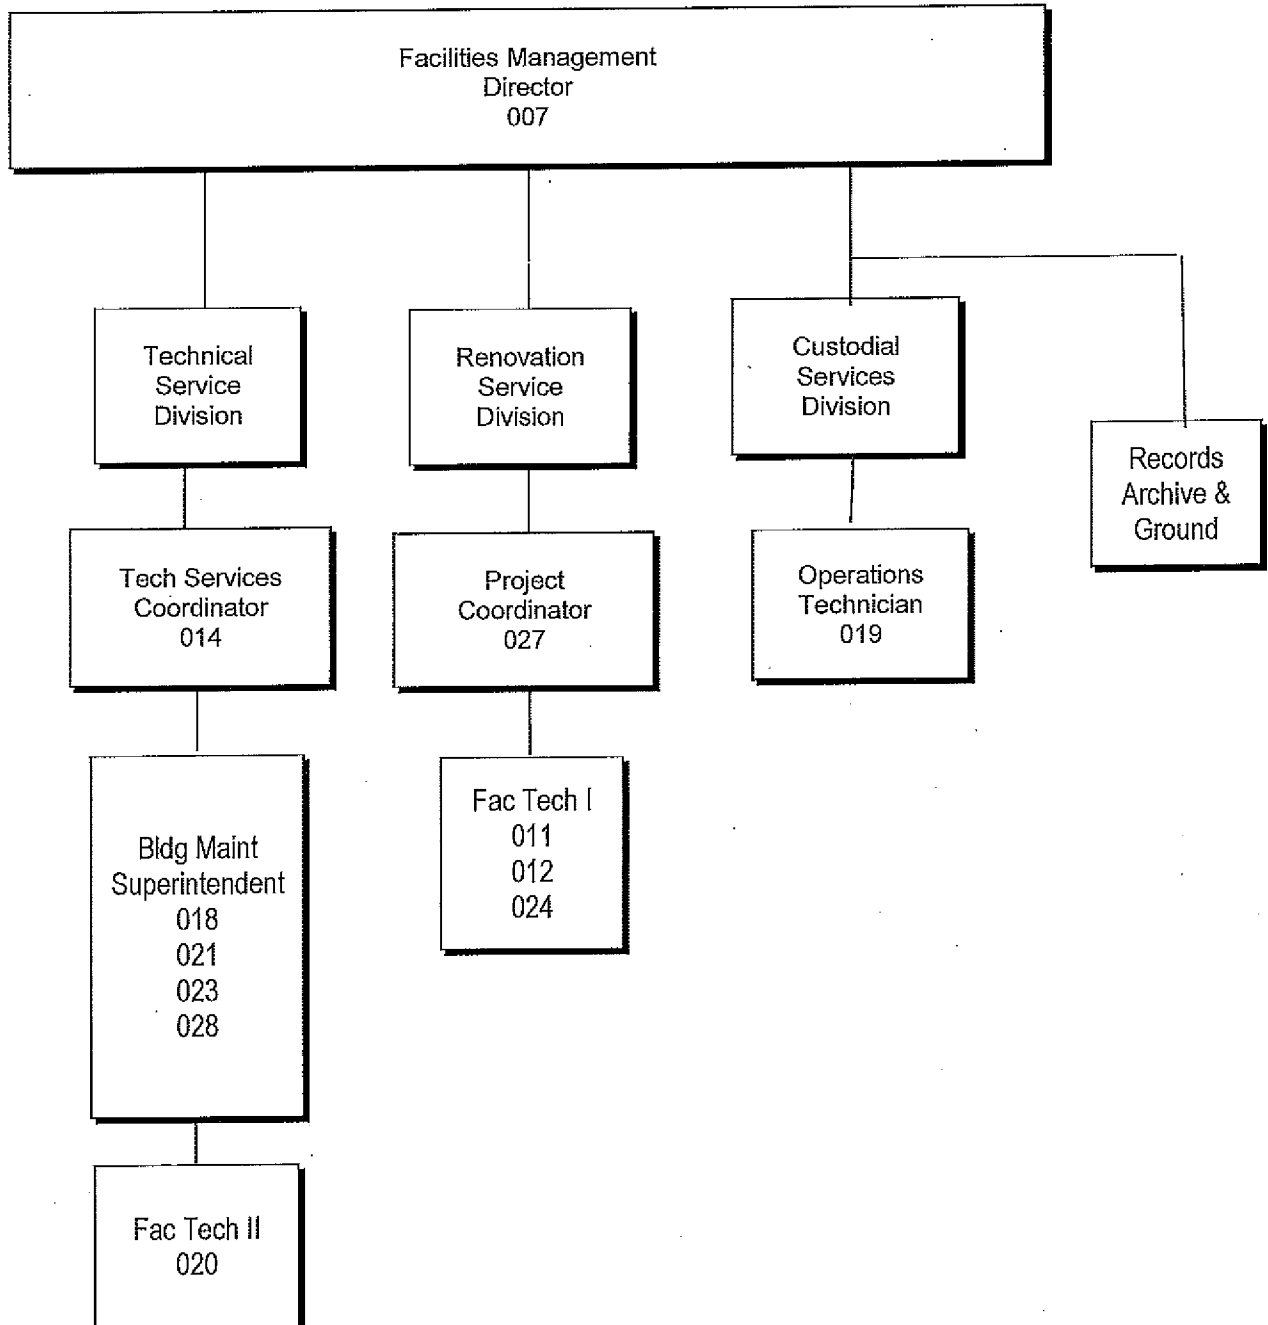 Facilities Management
Director
007
Technical
Service
Division
Renovation
Service
Division
Custodial
Services
Division
Records
Archive &
Ground
Tech Services
Coordinator
014
Project
Coordinator
027
Operations
Technician
019
Bldg Maint
Superintendent
018
021
023
028
Fac Tech I
011
012
024
Fac Tech II
020